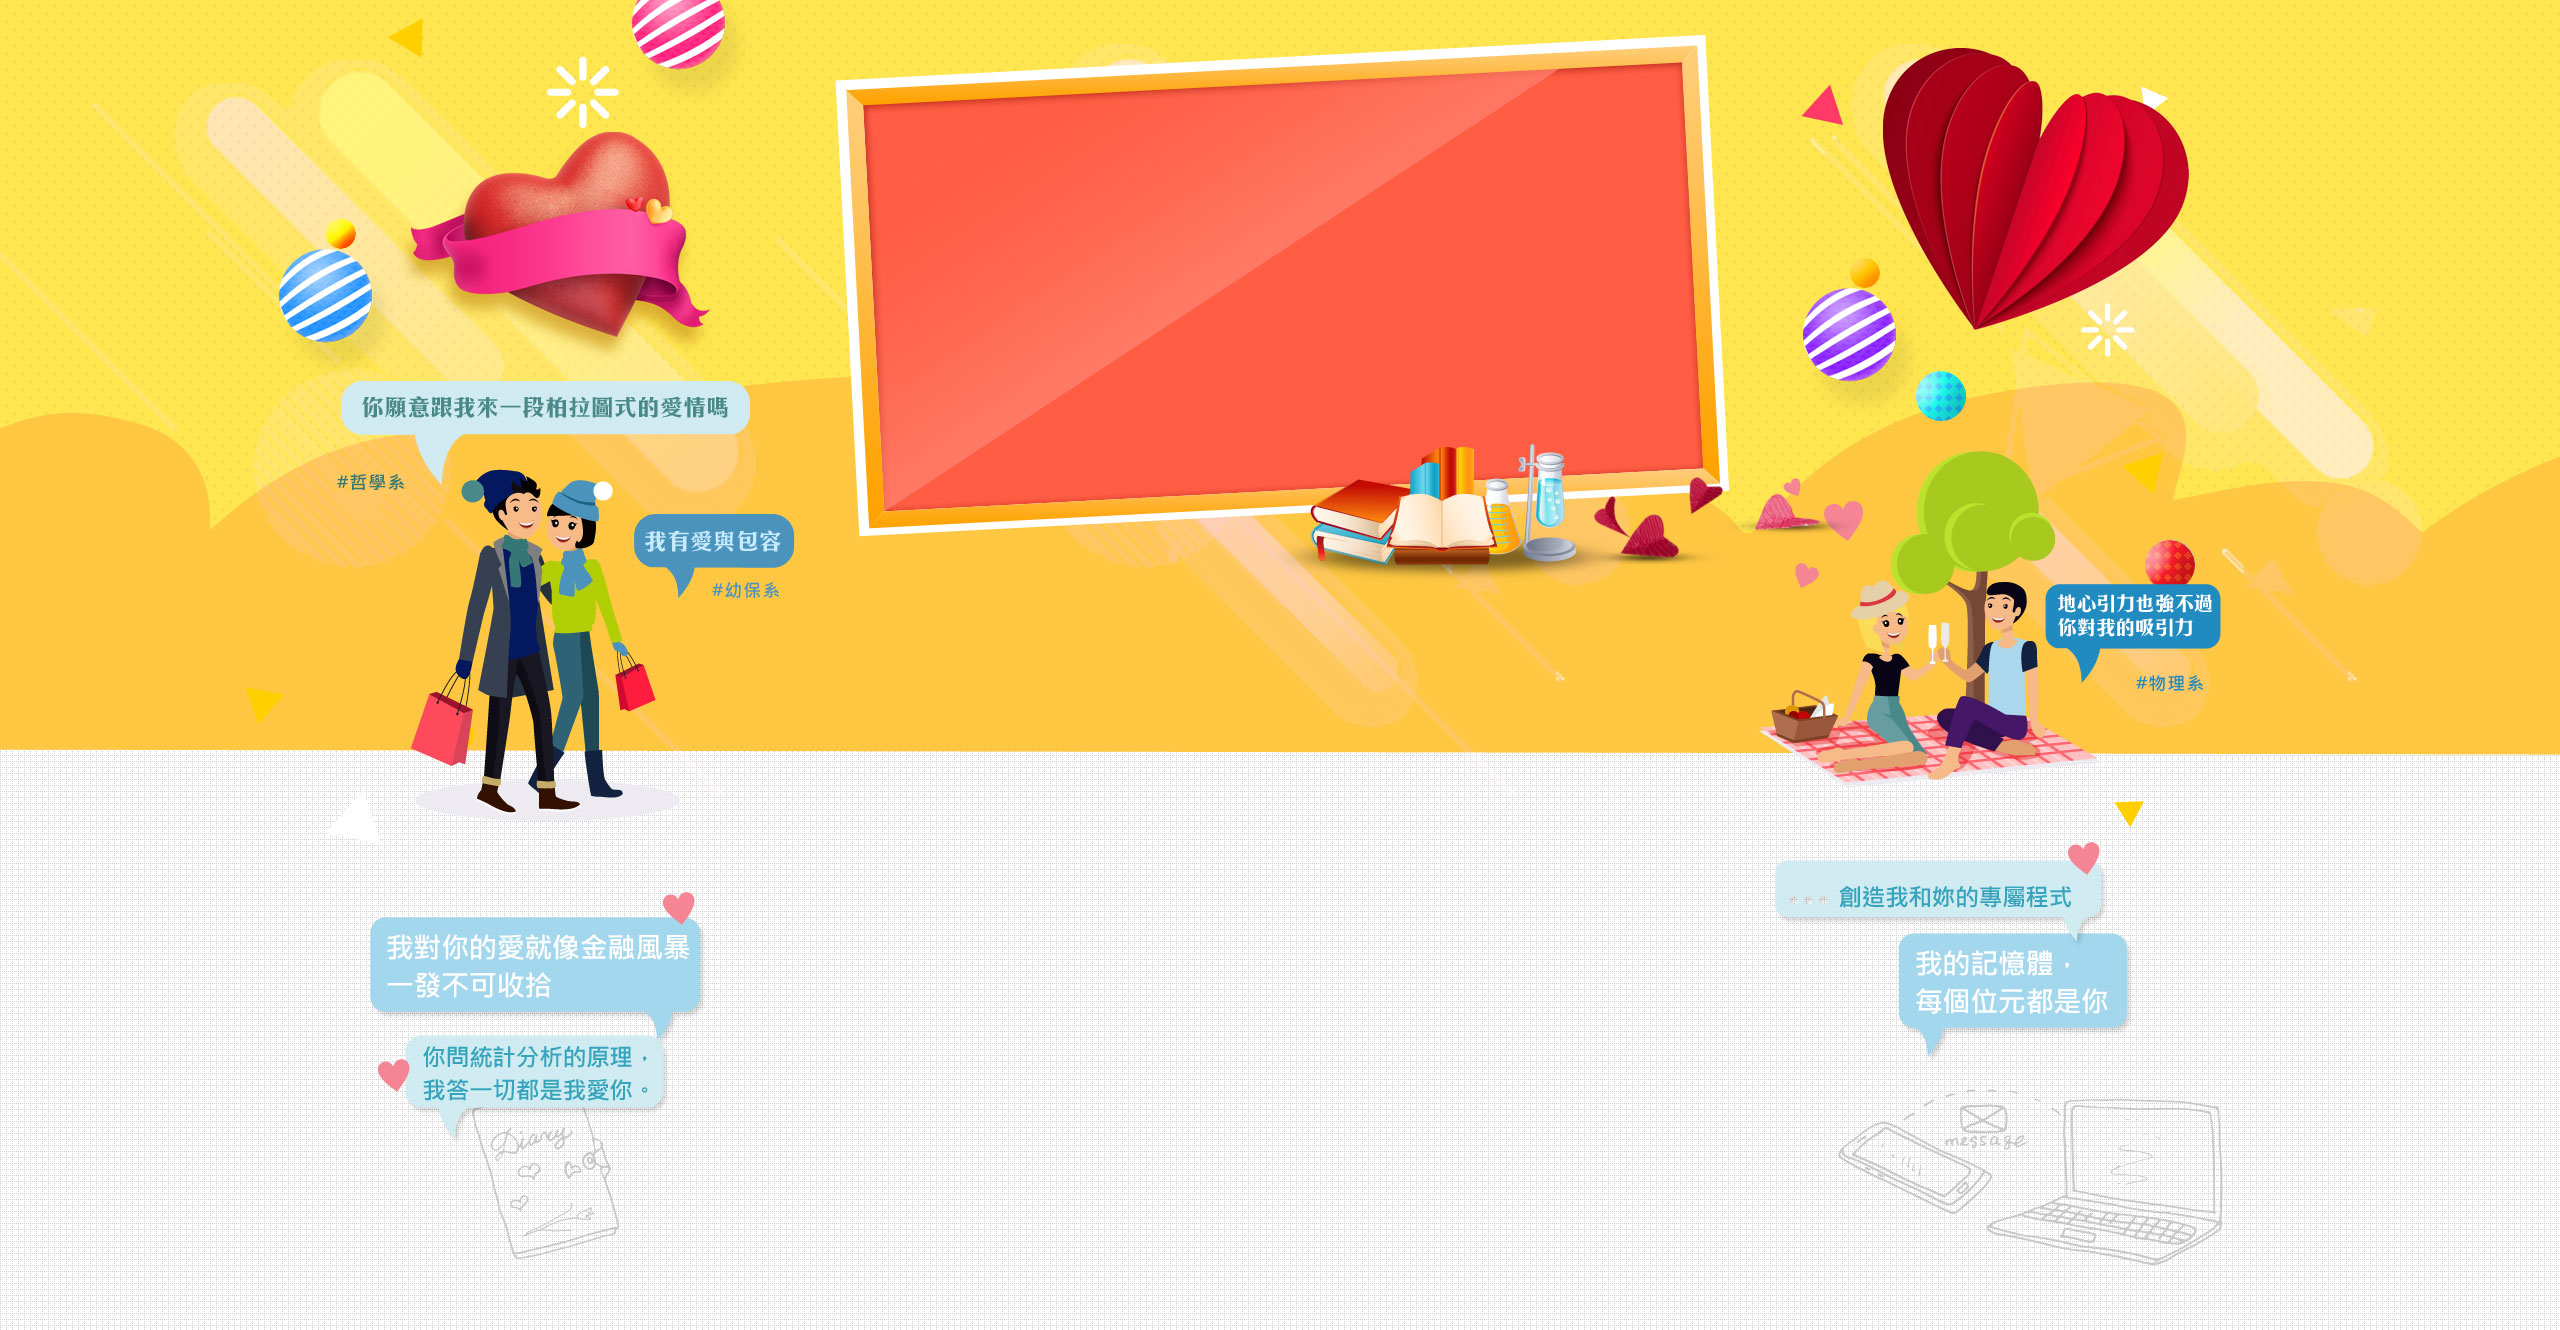 你願意跟我來一段柏拉圖式的愛情嗎
#哲學系
我有愛與包容
#幼保系
地心引力也強不過
你對我的吸引力
#物理系
我對你的愛就像金融風暴
一發不可收拾
你問統計分析的原理，
我答一切都是我愛你。
Diary
... 創造我和妳的專屬程式
我的記憶體，
每個位元都是你
message